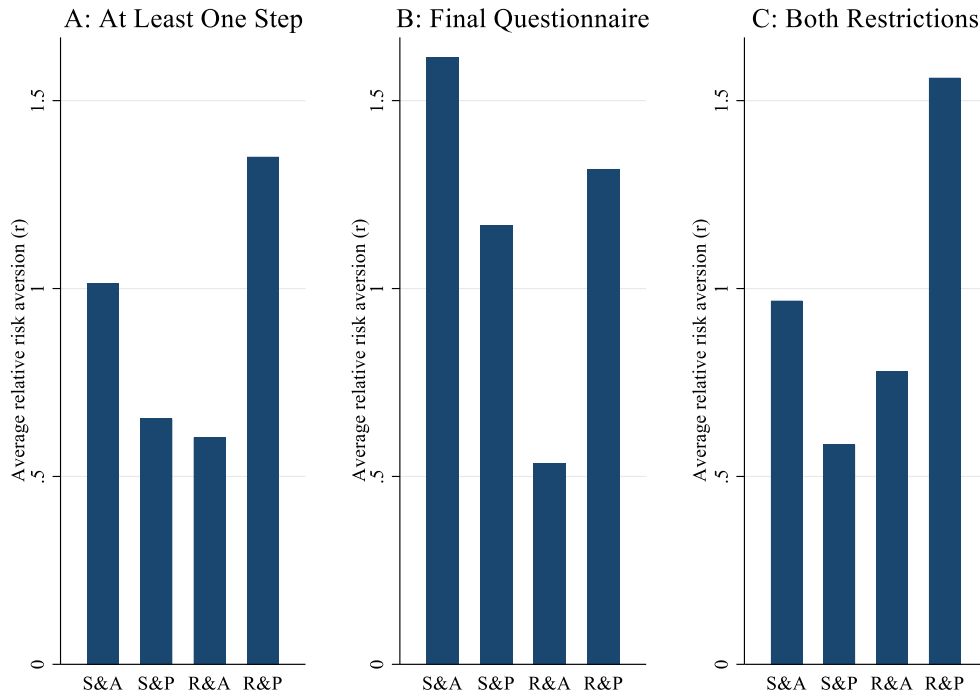 A: At Least One Step
Average relative risk aversion (r)
1.5
1
.5
0
S&A S&P R&A R&P
B: Final Questionnaire
Average relative risk aversion (r)
1.5
1
.5
0
S&A S&P R&A R&P
C: Both Restrictions
Average relative risk aversion (r)
1.5
1
.5
0
S&A S&P R&A R&P